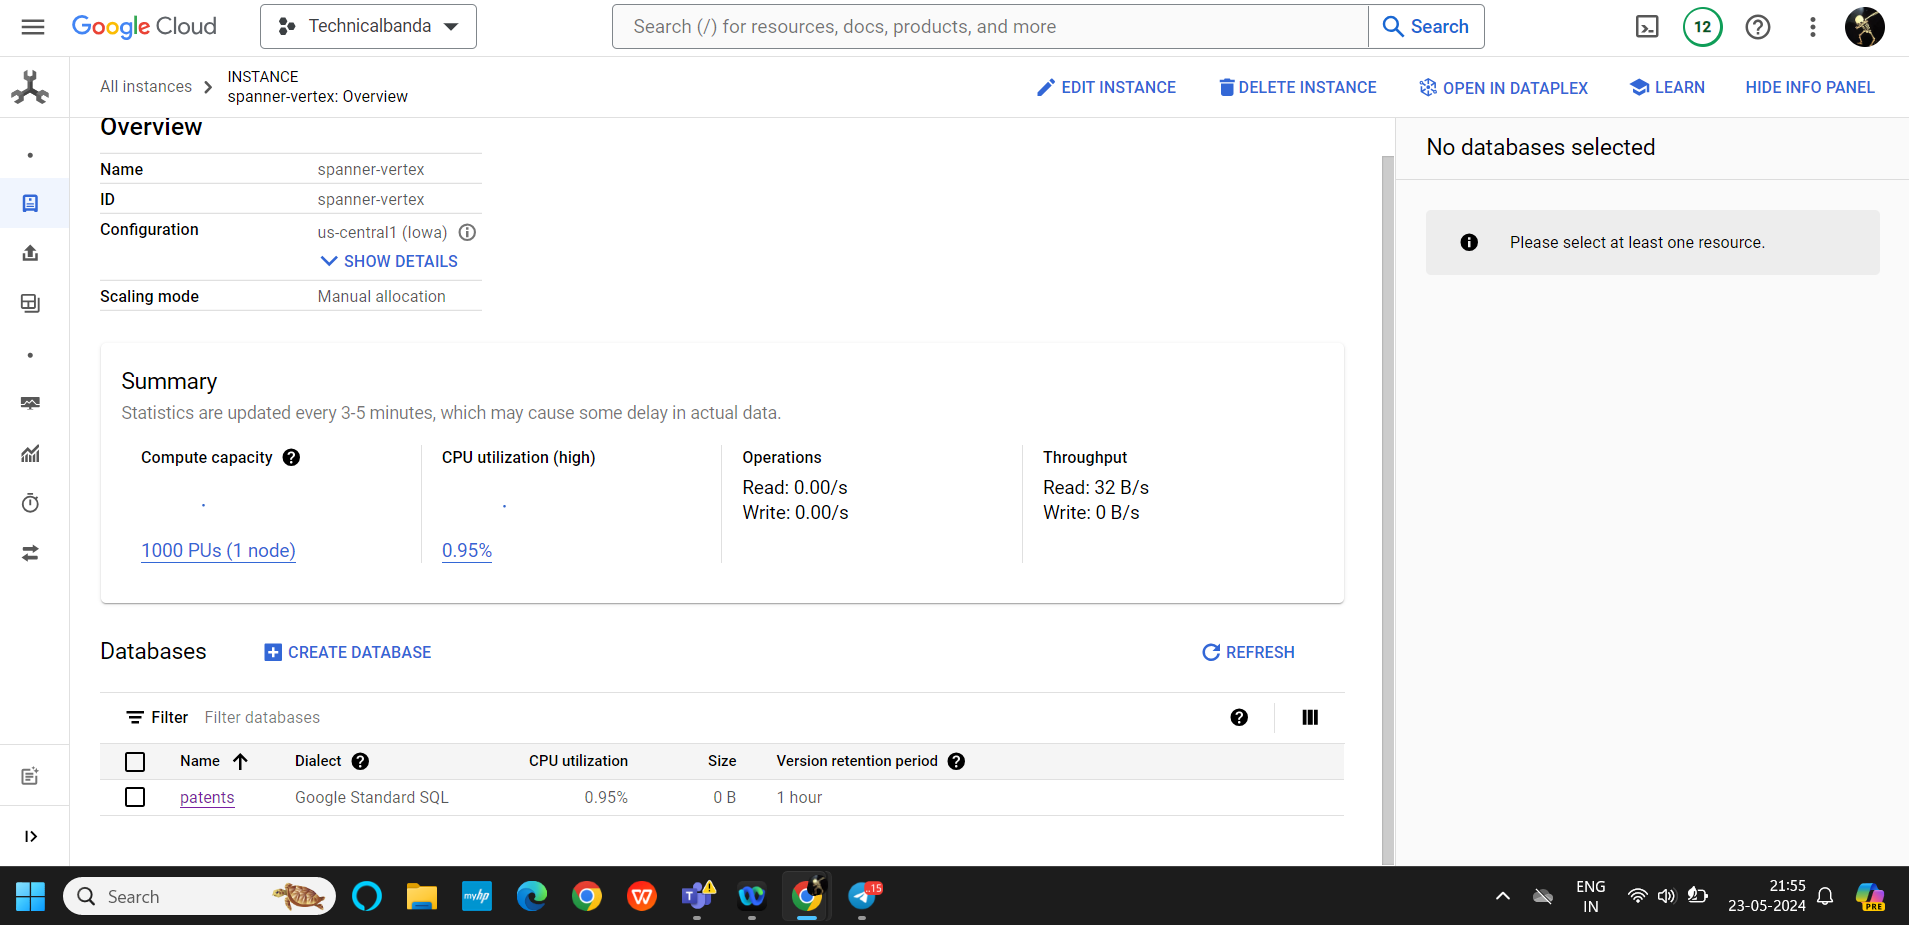 Google Cloud
Technicalbanda
Search (/) for resources, docs, products, and more
Search
12
All instances
INSTANCE
spanner-vertex: Overview
EDIT INSTANCE
DELETE INSTANCE
OPEN IN DATAPLEX
LEARN
HIDE INFO PANEL
Overview
Name spanner-vertex
ID spanner-vertex
Configuration us-central1 (Iowa)
SHOW DETAILS
Scaling mode Manual allocation
Summary
Statistics are updated every 3-5 minutes, which may cause some delay in actual data.
Compute capacity
1000 PUs (1 node)
CPU utilization (high)
0.95%
Operations
Read: 0.00/s
Write: 0.00/s
Throughput
Read: 32 B/s
Write: 0 B/s
Databases
CREATE DATABASE
REFRESH
Filter Filter databases
Name Dialect CPU utilization Size Version retention period
patents Google Standard SQL 0.95% 0 B 1 hour
No databases selected
Please select at least one resource.
Search
myhp
15
ENG
IN
21:55
23-05-2024
PRE